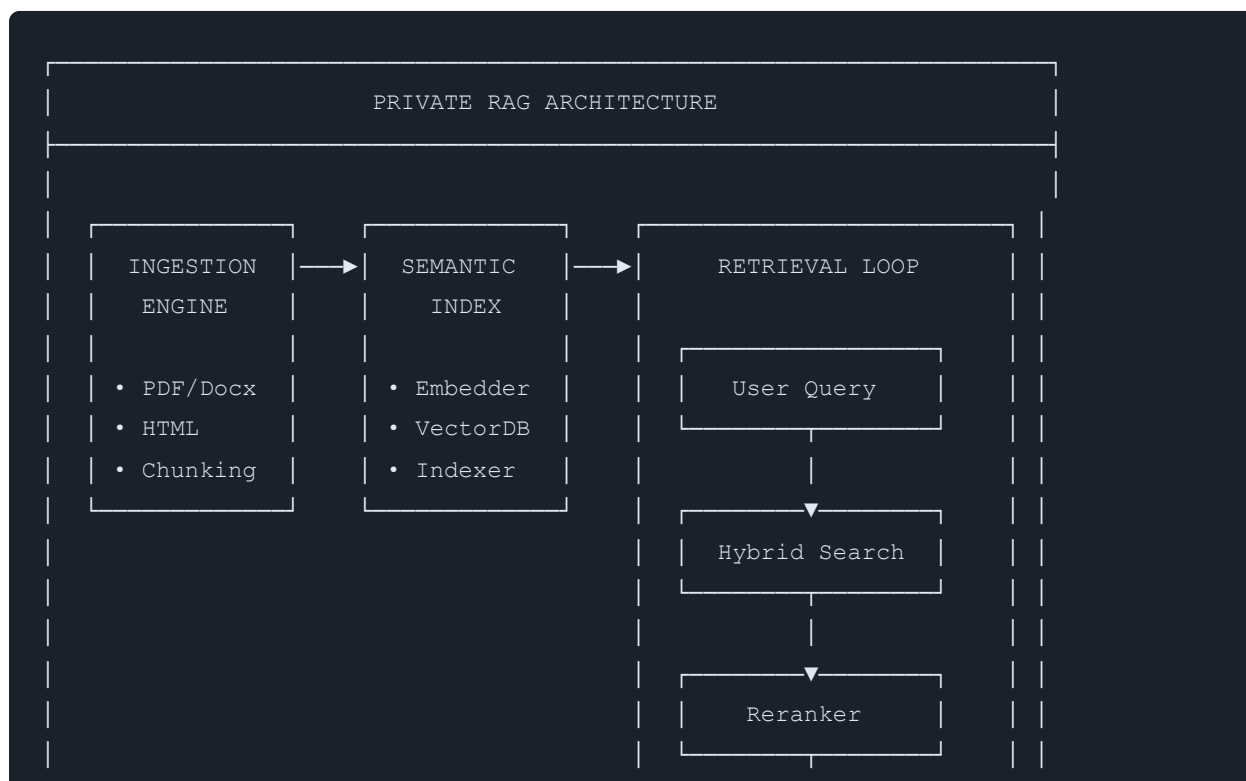 PRIVATE RAG ARCHITECTURE
INGESTION
ENGINE
• PDF/Docx
• HTML
• Chunking
SEMANTIC
INDEX
• Embedder
• VectorDB
• Indexer
RETRIEVAL LOOP
User Query
Hybrid Search
Reranker